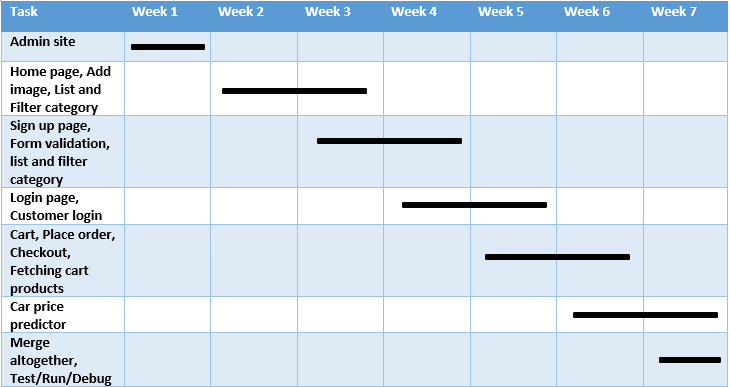 Task Week 1 Week 2 Week 3 Week 4 Week 5 Week 6 Week 7
Admin site
Home page, Add
image, List and
Filter category
Sign up page,
Form validation,
list and filter
category
Login page,
Customer login
Cart, Place order,
Checkout,
Fetching cart
products
Car price
predictor
Merge
altogether,
Test/Run/Debug